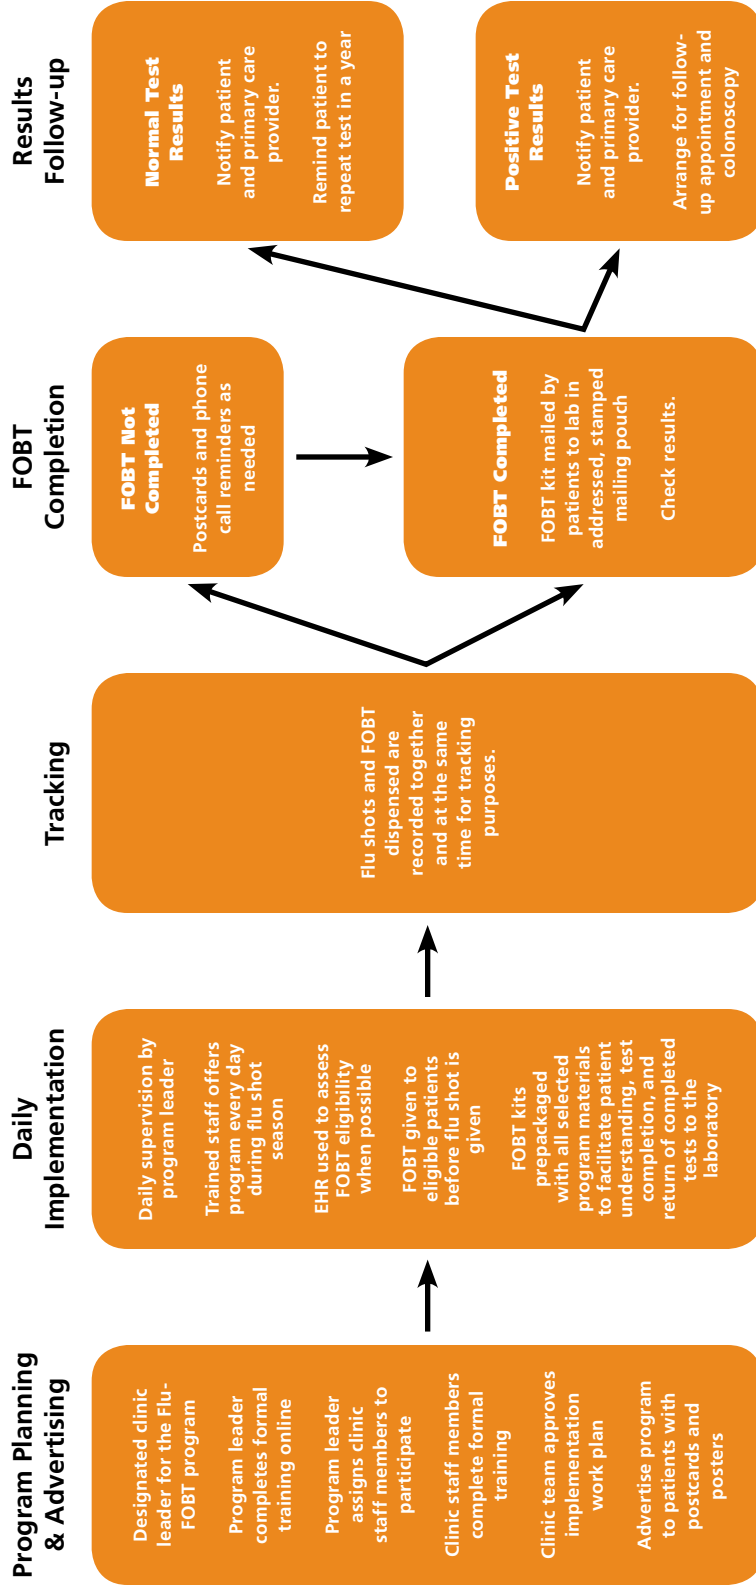 Program Planning
& Advertising
Designated clinic
leader for the Flu-
FOBT program
Program leader
completes formal
training online
Program leader
assigns clinic
staff members to
participate
Clinic staff members
complete formal
training
Clinic team approves
implementation
work plan
Advertise program
to patients with
postcards and
posters
Daily
Implementation
Daily supervision by
program leader
Trained staff offers
program every day
during flu shot
season
EHR used to assess
FOBT eligibility
when possible
FOBT given to
eligible patients
before flu shot is
given
FOBT kits
prepackaged
with all selected
program materials
to facilitate patient
understanding, test
completion, and
return of completed
tests to the
laboratory
Tracking
Flu shots and FOBT
dispensed are
recorded together
and at the same
time for tracking
purposes.
FOBT
Completion
FOBT Not
Completed
Postcards and phone
call reminders as
needed
FOBT Completed
FOBT kit mailed by
patients to lab in
addressed, stamped
mailing pouch
Check results.
Results
Follow-up
Normal Test
Results
Notify patient
and primary care
provider.
Remind patient to
repeat test in a year
Positive Test
Results
Notify patient
and primary care
provider.
Arrange for follow-
up appointment and
colonoscopy